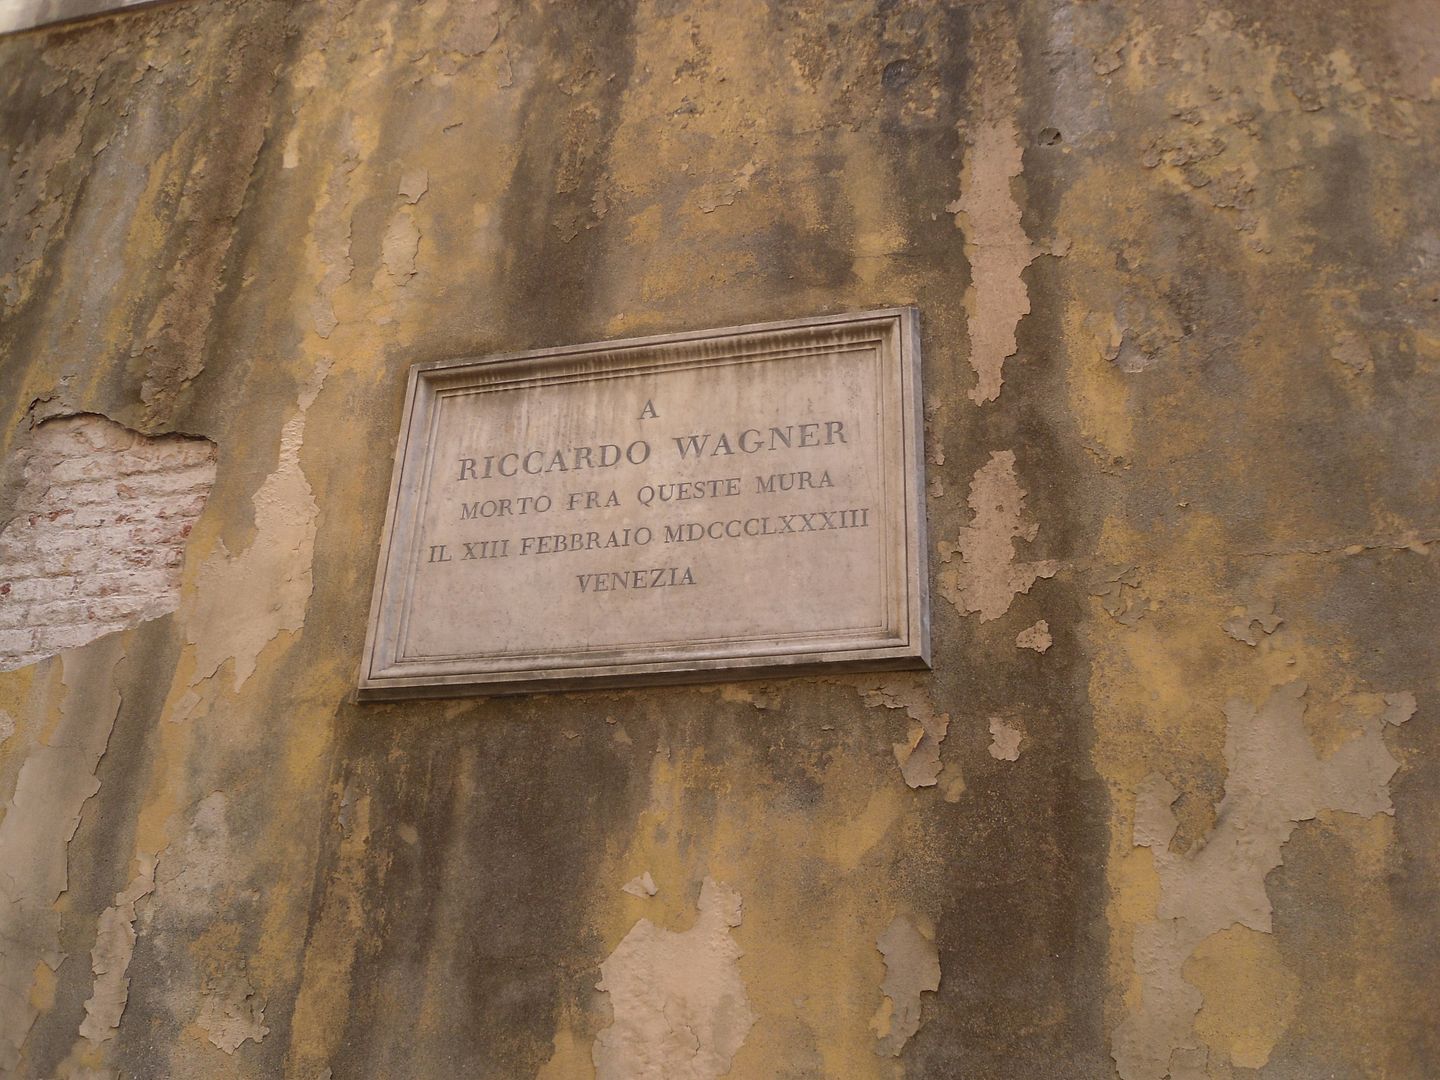 A
RICCARDO WAGNER
MORTO FRA QUESTE MURA
IL XIII FEBBRAIO MDCCCLXXXIII
VENEZIA